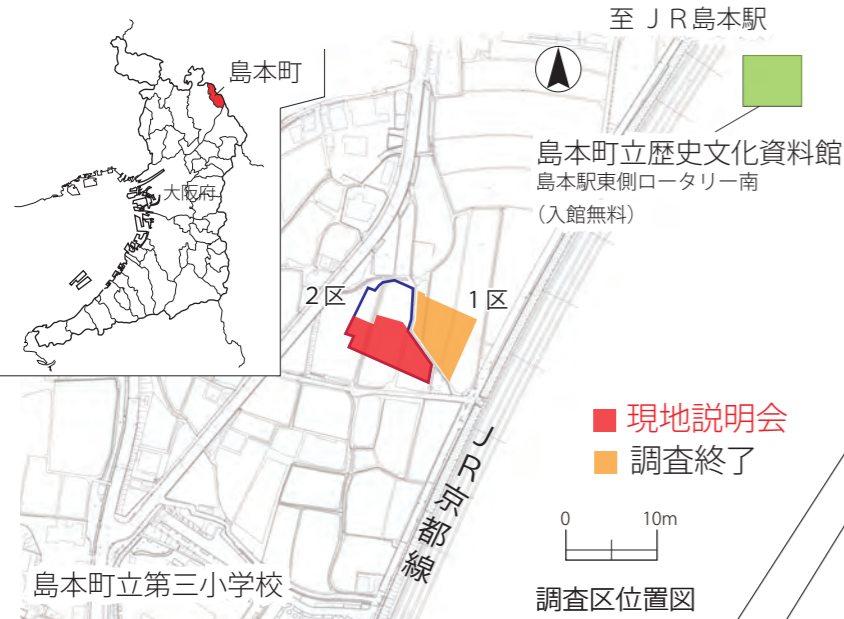 至 JR島本駅
島本町
大阪府
島本町立歴史文化資料館
島本駅東側ロータリー南
(入館無料)
2区
1区
現地説明会
調査終了
JR京都線
0 10m
島本町立第三小学校
調査区位置図